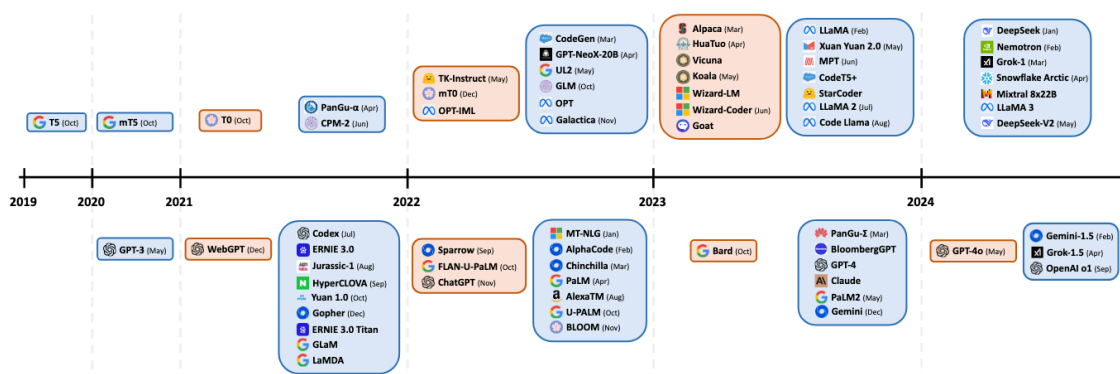 T5 (Oct)
mT5 (Oct)
T0 (Oct)
PanGu-α (Apr)
CPM-2 (Jun)
TK-Instruct (May)
mT0 (Dec)
OPT-IML
CodeGen (Mar)
GPT-NeoX-20B (Apr)
UL2 (May)
GLM (Oct)
OPT
Galactica (Nov)
Alpaca (Mar)
HuaTuo (Apr)
Vicuna
Koala (May)
Wizard-LM
Wizard-Coder (Jun)
Goat
LLaMA (Feb)
Xuan Yuan 2.0 (May)
MPT (Jun)
CodeT5+
StarCoder
LLaMA 2 (Jul)
Code Llama (Aug)
DeepSeek (Jan)
Nemotron (Feb)
Grok-1 (Mar)
Snowflake Arctic (Apr)
Mixtral 8x22B
LLaMA 3
DeepSeek-V2 (May)
2019 2020 2021 2022 2023 2024
GPT-3 (May)
WebGPT (Dec)
Codex (Jul)
ERNIE 3.0
Jurassic-1 (Aug)
HyperCLOVA (Sep)
Yuan 1.0 (Oct)
Gopher (Dec)
ERNIE 3.0 Titan
GLaM
LaMDA
Sparrow (Sep)
FLAN-U-PaLM (Oct)
ChatGPT (Nov)
MT-NLG (Jan)
AlphaCode (Feb)
Chinchilla (Mar)
PaLM (Apr)
AlexaTM (Aug)
U-PALM (Oct)
BLOOM (Nov)
Bard (Oct)
PanGu-Σ (Mar)
BloombergGPT
GPT-4
Claude
PaLM2 (May)
Gemini (Dec)
GPT-4o (May)
Gemini-1.5 (Feb)
Grok-1.5 (Apr)
OpenAI o1 (Sep)